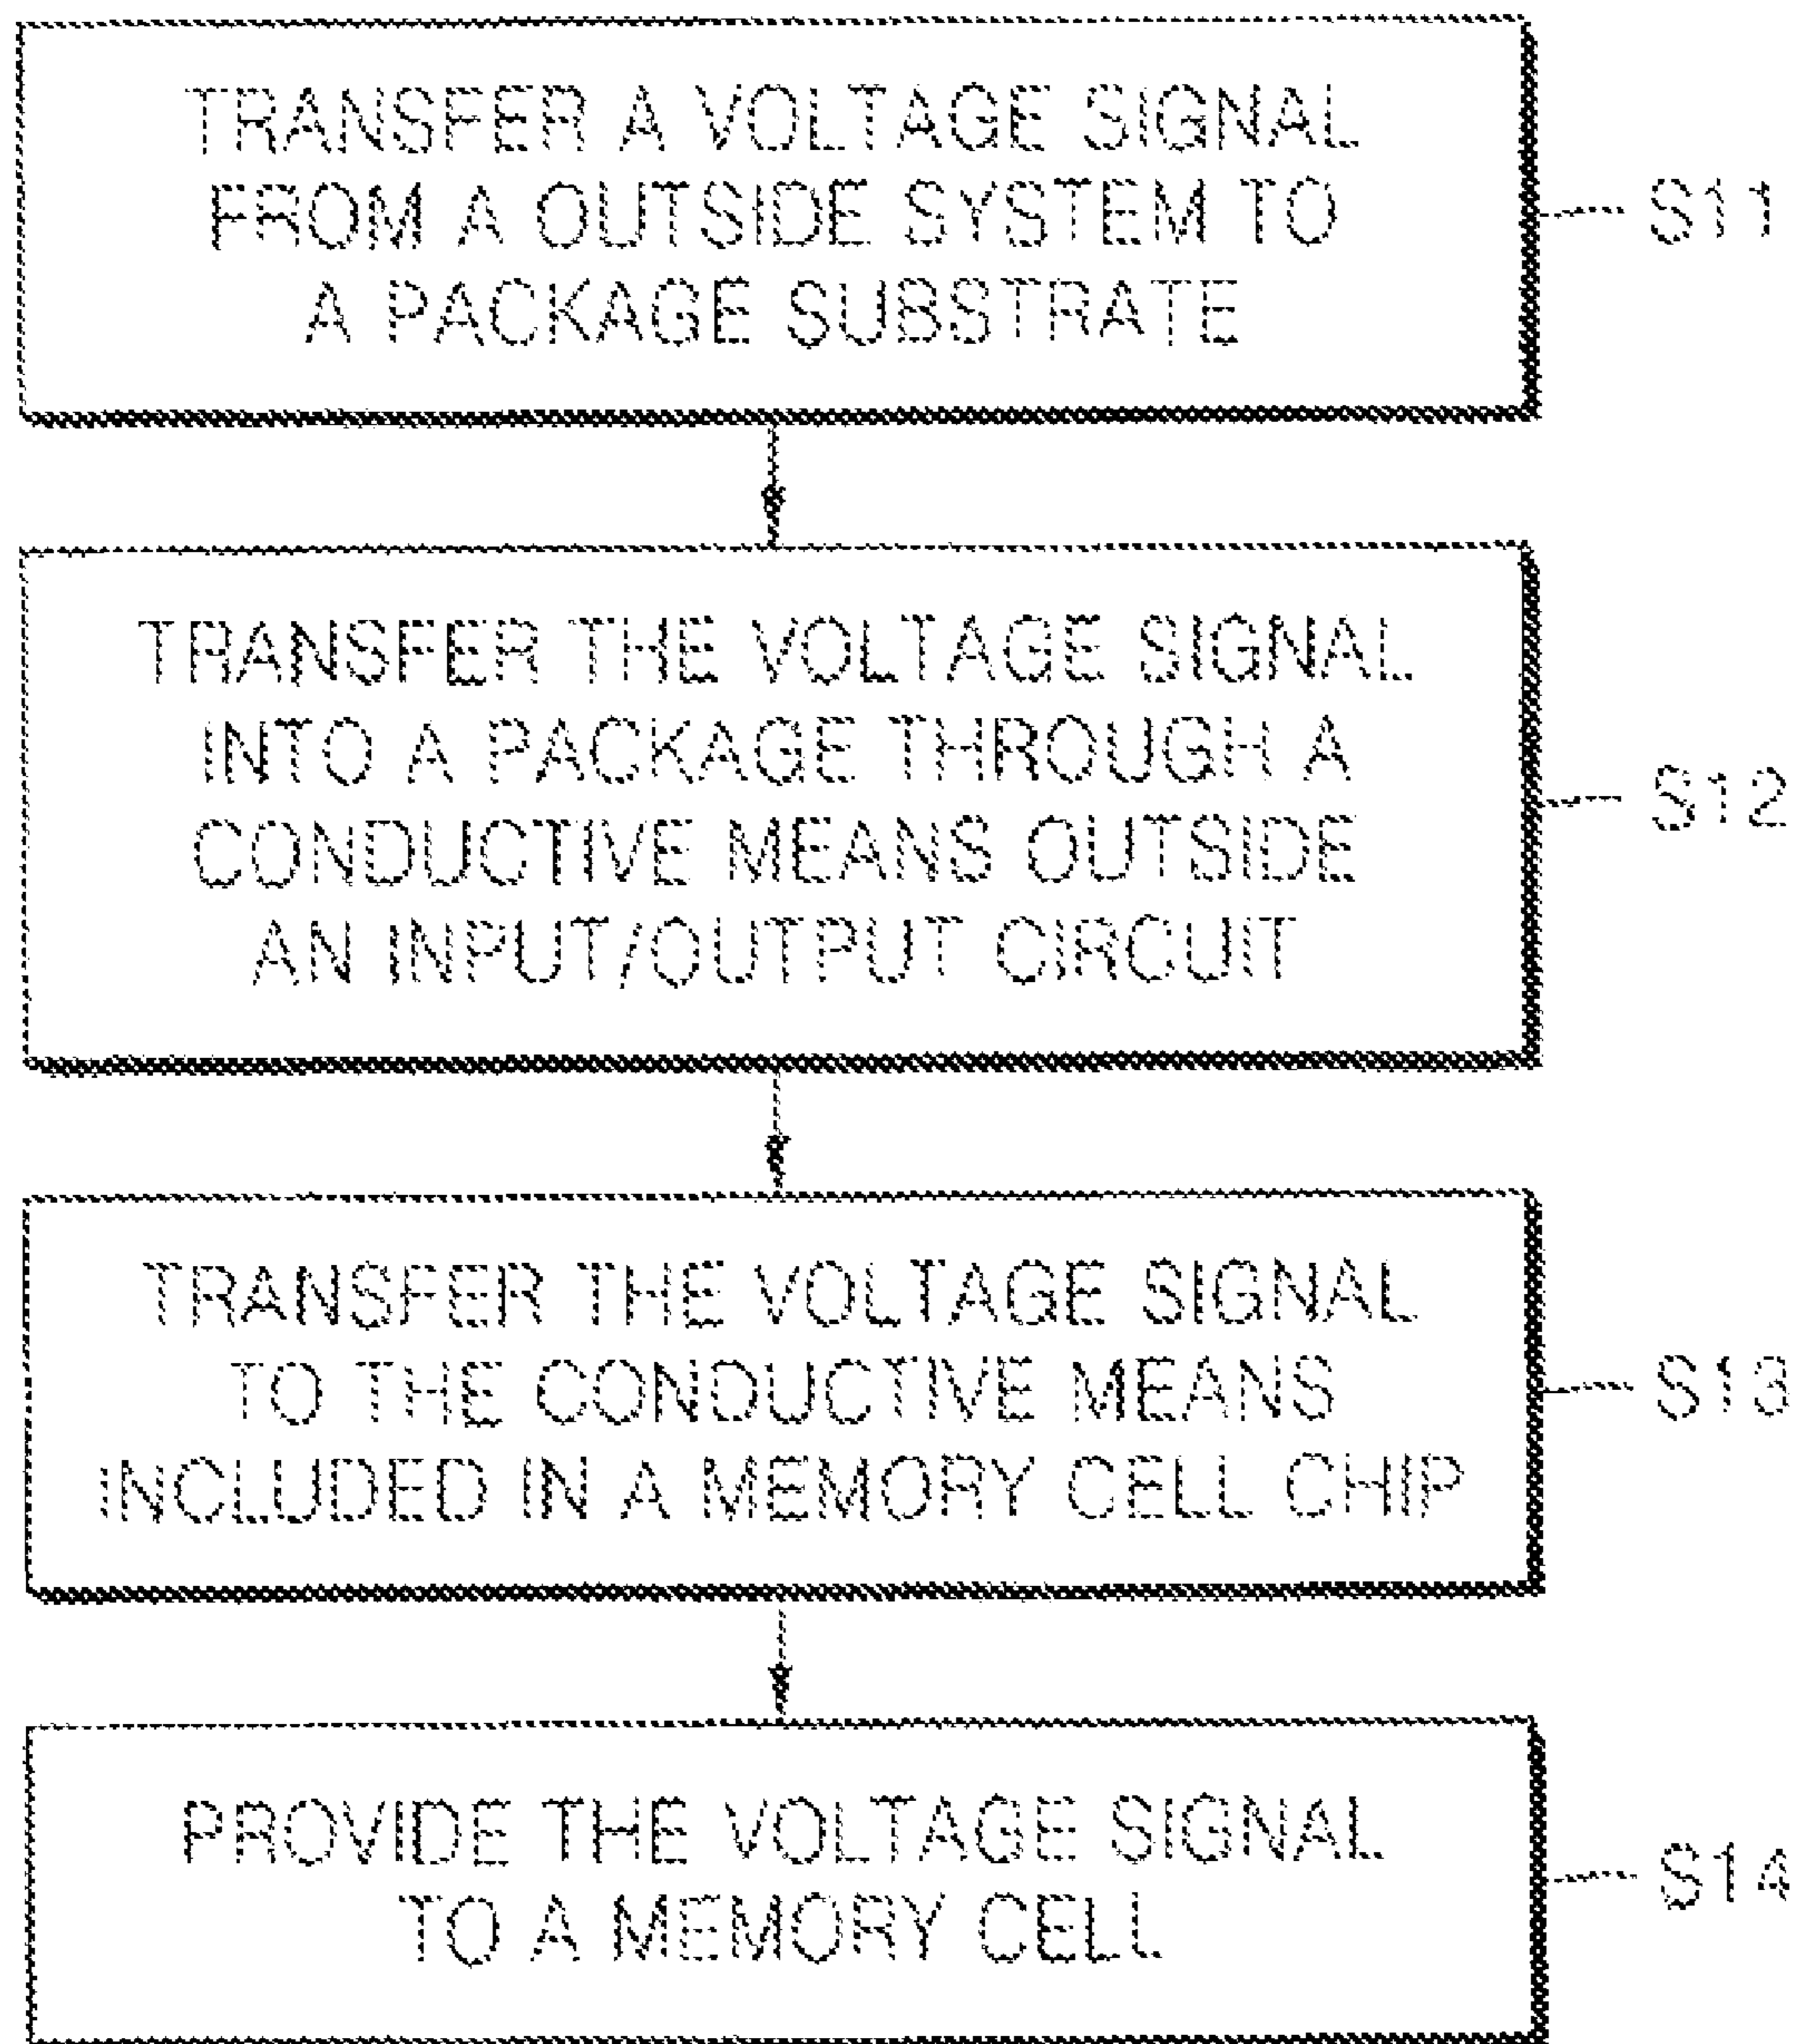 TRANSFER A VOLTAGE SIGNAL
FROM A OUTSIDE SYSTEM TO
A PACKAGE SUBSTRATE
S11
TRANSFER THE VOLTAGE SIGNAL
INTO A PACKAGE THROUGH A
CONDUCTIVE MEANS OUTSIDE
AN INPUT/OUTPUT CIRCUIT
S12
TRANSFER THE VOLTAGE SIGNAL
TO THE CONDUCTIVE MEANS
INCLUDED IN A MEMORY CELL CHIP
S13
PROVIDE THE VOLTAGE SIGNAL
TO A MEMORY CELL
S14